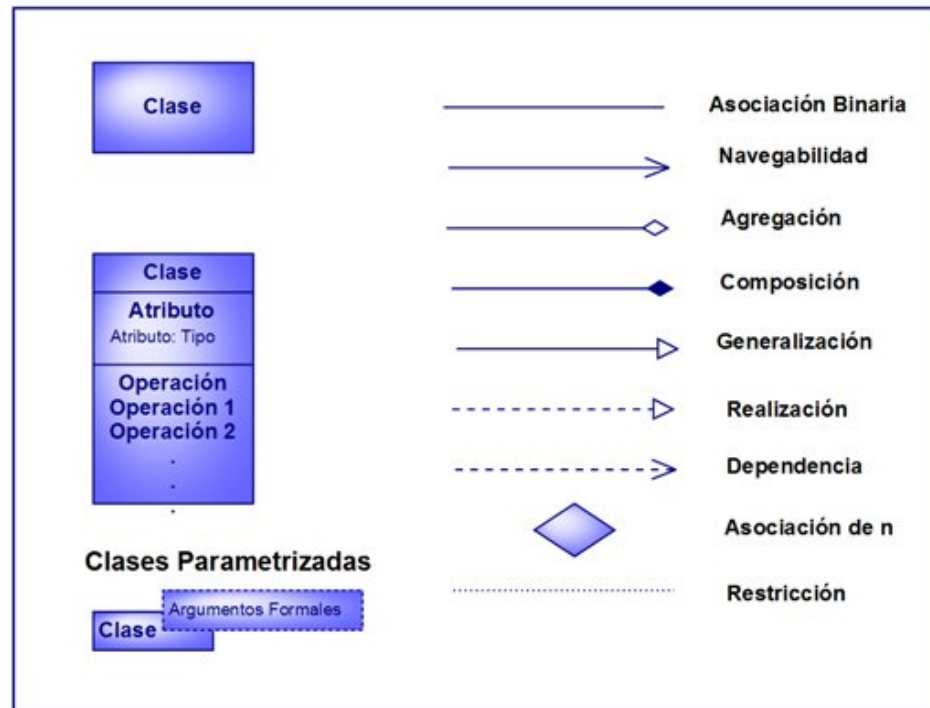 Clase
Clase
Atributo
Atributo: Tipo
Operación
Operación 1
Operación 2
.
.
.
Clases Parametrizadas
Argumentos Formales
Clase
Asociación Binaria
Navegabilidad
Agregación
Composición
Generalización
Realización
Dependencia
Asociación de n
Restricción